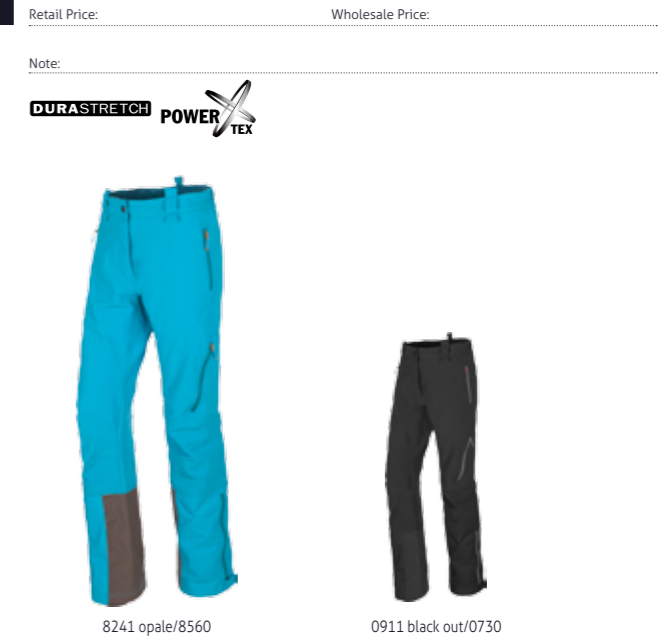 Retail Price: Wholesale Price:
Note:
DURASTRETCH POWER TEX
8241 opale/8560 0911 black out/0730